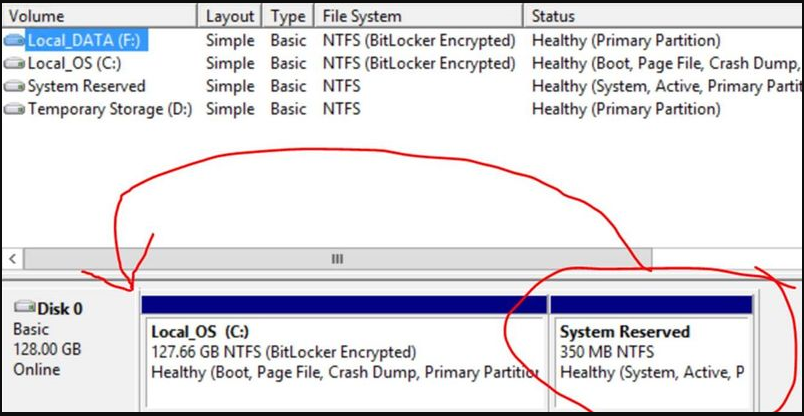 Volume Layout Type File System Status
Local_DATA (F:) Simple Basic NTFS (BitLocker Encrypted) Healthy (Primary Partition)
Local_OS (C:) Simple Basic NTFS (BitLocker Encrypted) Healthy (Boot, Page File, Crash Dump,
System Reserved Simple Basic NTFS Healthy (System, Active, Primary Partit
Temporary Storage (D:) Simple Basic NTFS Healthy (Primary Partition)
Disk 0
Basic
128.00 GB
Online
Local_OS (C:)
127.66 GB NTFS (BitLocker Encrypted)
Healthy (Boot, Page File, Crash Dump, Primary Partition
System Reserved
350 MB NTFS
Healthy (System, Active, P